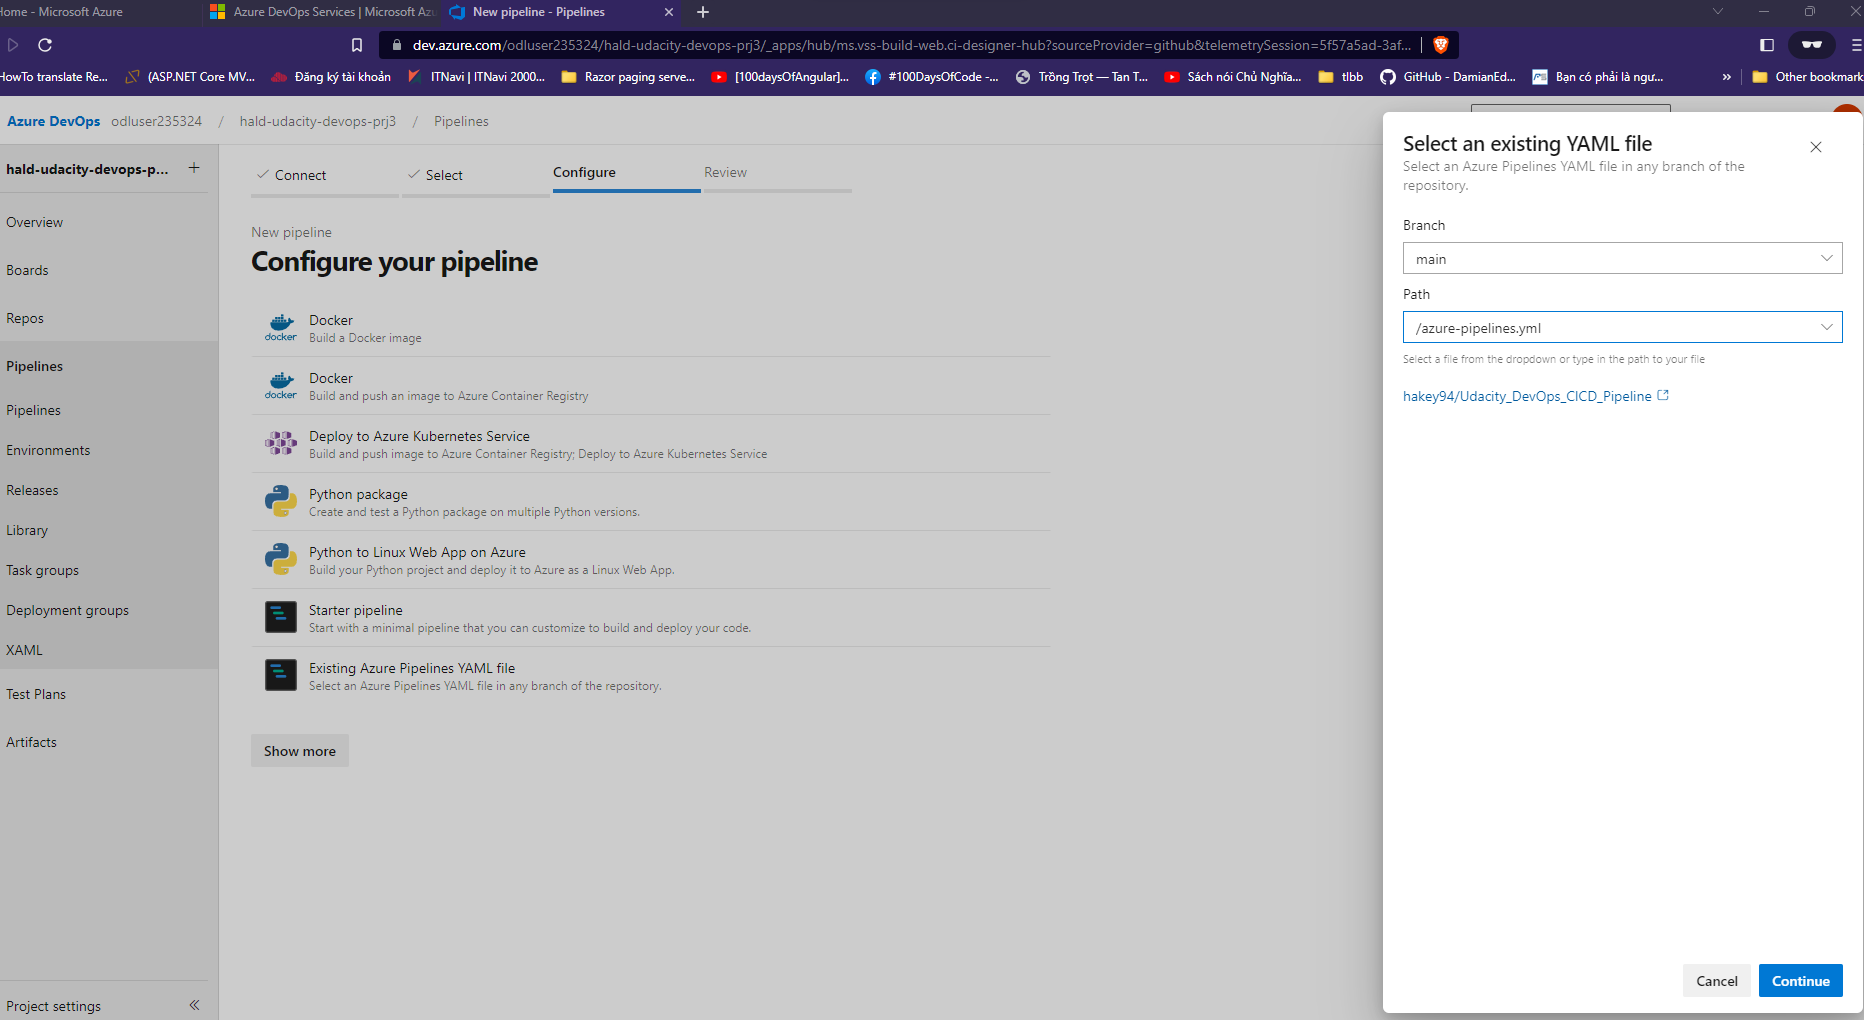 Home - Microsoft Azure
Azure DevOps Services | Microsoft Azu
New pipeline - Pipelines
dev.azure.com/odluser235324/hald-udacity-devops-prj3/_apps/hub/ms.vss-build-web.ci-designer-hub?sourceProvider=github&telemetrySession=5f57a5ad-3af...
HowTo translate Re...
(ASP.NET Core MV...
Đăng ký tài khoản
ITNavi | ITNavi 2000...
Razor paging serve...
[100daysOfAngular]...
#100DaysOfCode -...
Trồng Trọt — Tan T...
Sách nói Chủ Nghĩa...
tlbb
GitHub - DamianEd...
Bạn có phải là ngư...
»
Other bookmark
Azure DevOps odluser235324 / hald-udacity-devops-prj3 / Pipelines
hald-udacity-devops-p...
Overview
Boards
Repos
Pipelines
Pipelines
Environments
Releases
Library
Task groups
Deployment groups
XAML
Test Plans
Artifacts
Project settings
Connect
Select
Configure
Review
New pipeline
Configure your pipeline
docker
Docker
Build a Docker image
docker
Docker
Build and push an image to Azure Container Registry
Deploy to Azure Kubernetes Service
Build and push image to Azure Container Registry; Deploy to Azure Kubernetes Service
Python package
Create and test a Python package on multiple Python versions.
Python to Linux Web App on Azure
Build your Python project and deploy it to Azure as a Linux Web App.
Starter pipeline
Start with a minimal pipeline that you can customize to build and deploy your code.
Existing Azure Pipelines YAML file
Select an Azure Pipelines YAML file in any branch of the repository.
Show more
Select an existing YAML file
Select an Azure Pipelines YAML file in any branch of the
repository.
Branch
main
Path
/azure-pipelines.yml
Select a file from the dropdown or type in the path to your file
hakey94/Udacity_DevOps_CICD_Pipeline
Cancel
Continue